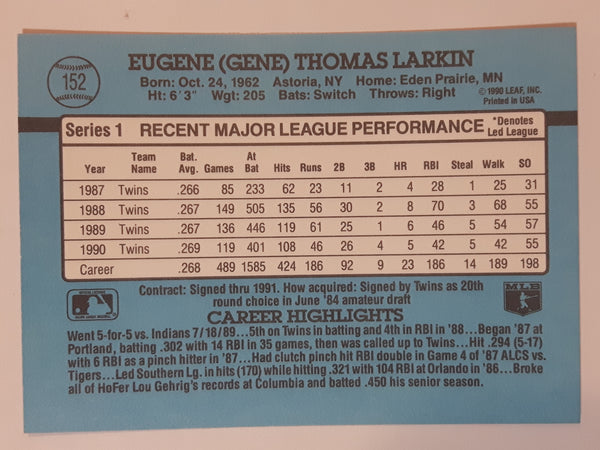 152
EUGENE (GENE) THOMAS LARKIN
Born: Oct. 24, 1962 Astoria, NY Home: Eden Prairie, MN
Ht: 6'3" Wgt: 205 Bats: Switch Throws: Right
© 1990 LEAF, INC.
Printed in USA
Series 1 RECENT MAJOR LEAGUE PERFORMANCE *Denotes Led League
Year Team Name Bat. Avg. Games At Bat Hits Runs 2B 3B HR RBI Steal Walk SO
1987 Twins .266 85 233 62 23 11 2 4 28 1 25 31
1988 Twins .267 149 505 135 56 30 2 8 70 3 68 55
1989 Twins .267 136 446 119 61 25 1 6 46 5 54 57
1990 Twins .269 119 401 108 46 26 4 5 42 5 42 55
Career .268 489 1585 424 186 92 9 23 186 14 189 198
Contract: Signed thru 1991. How acquired: Signed by Twins as 20th
round choice in June '84 amateur draft
MLB
CAREER HIGHLIGHTS
Went 5-for-5 vs. Indians 7/18/89...5th on Twins in batting and 4th in RBI in '88...Began '87 at
Portland, batting .302 with 14 RBI in 35 games, then was called up to Twins...Hit .294 (5-17)
with 6 RBI as a pinch hitter in '87...Had clutch pinch hit RBI double in Game 4 of '87 ALCS vs.
Tigers...Led Southern Lg. in hits (170) while hitting .321 with 104 RBI at Orlando in '86...Broke
all of HoFer Lou Gehrig's records at Columbia and batted .450 his senior season.